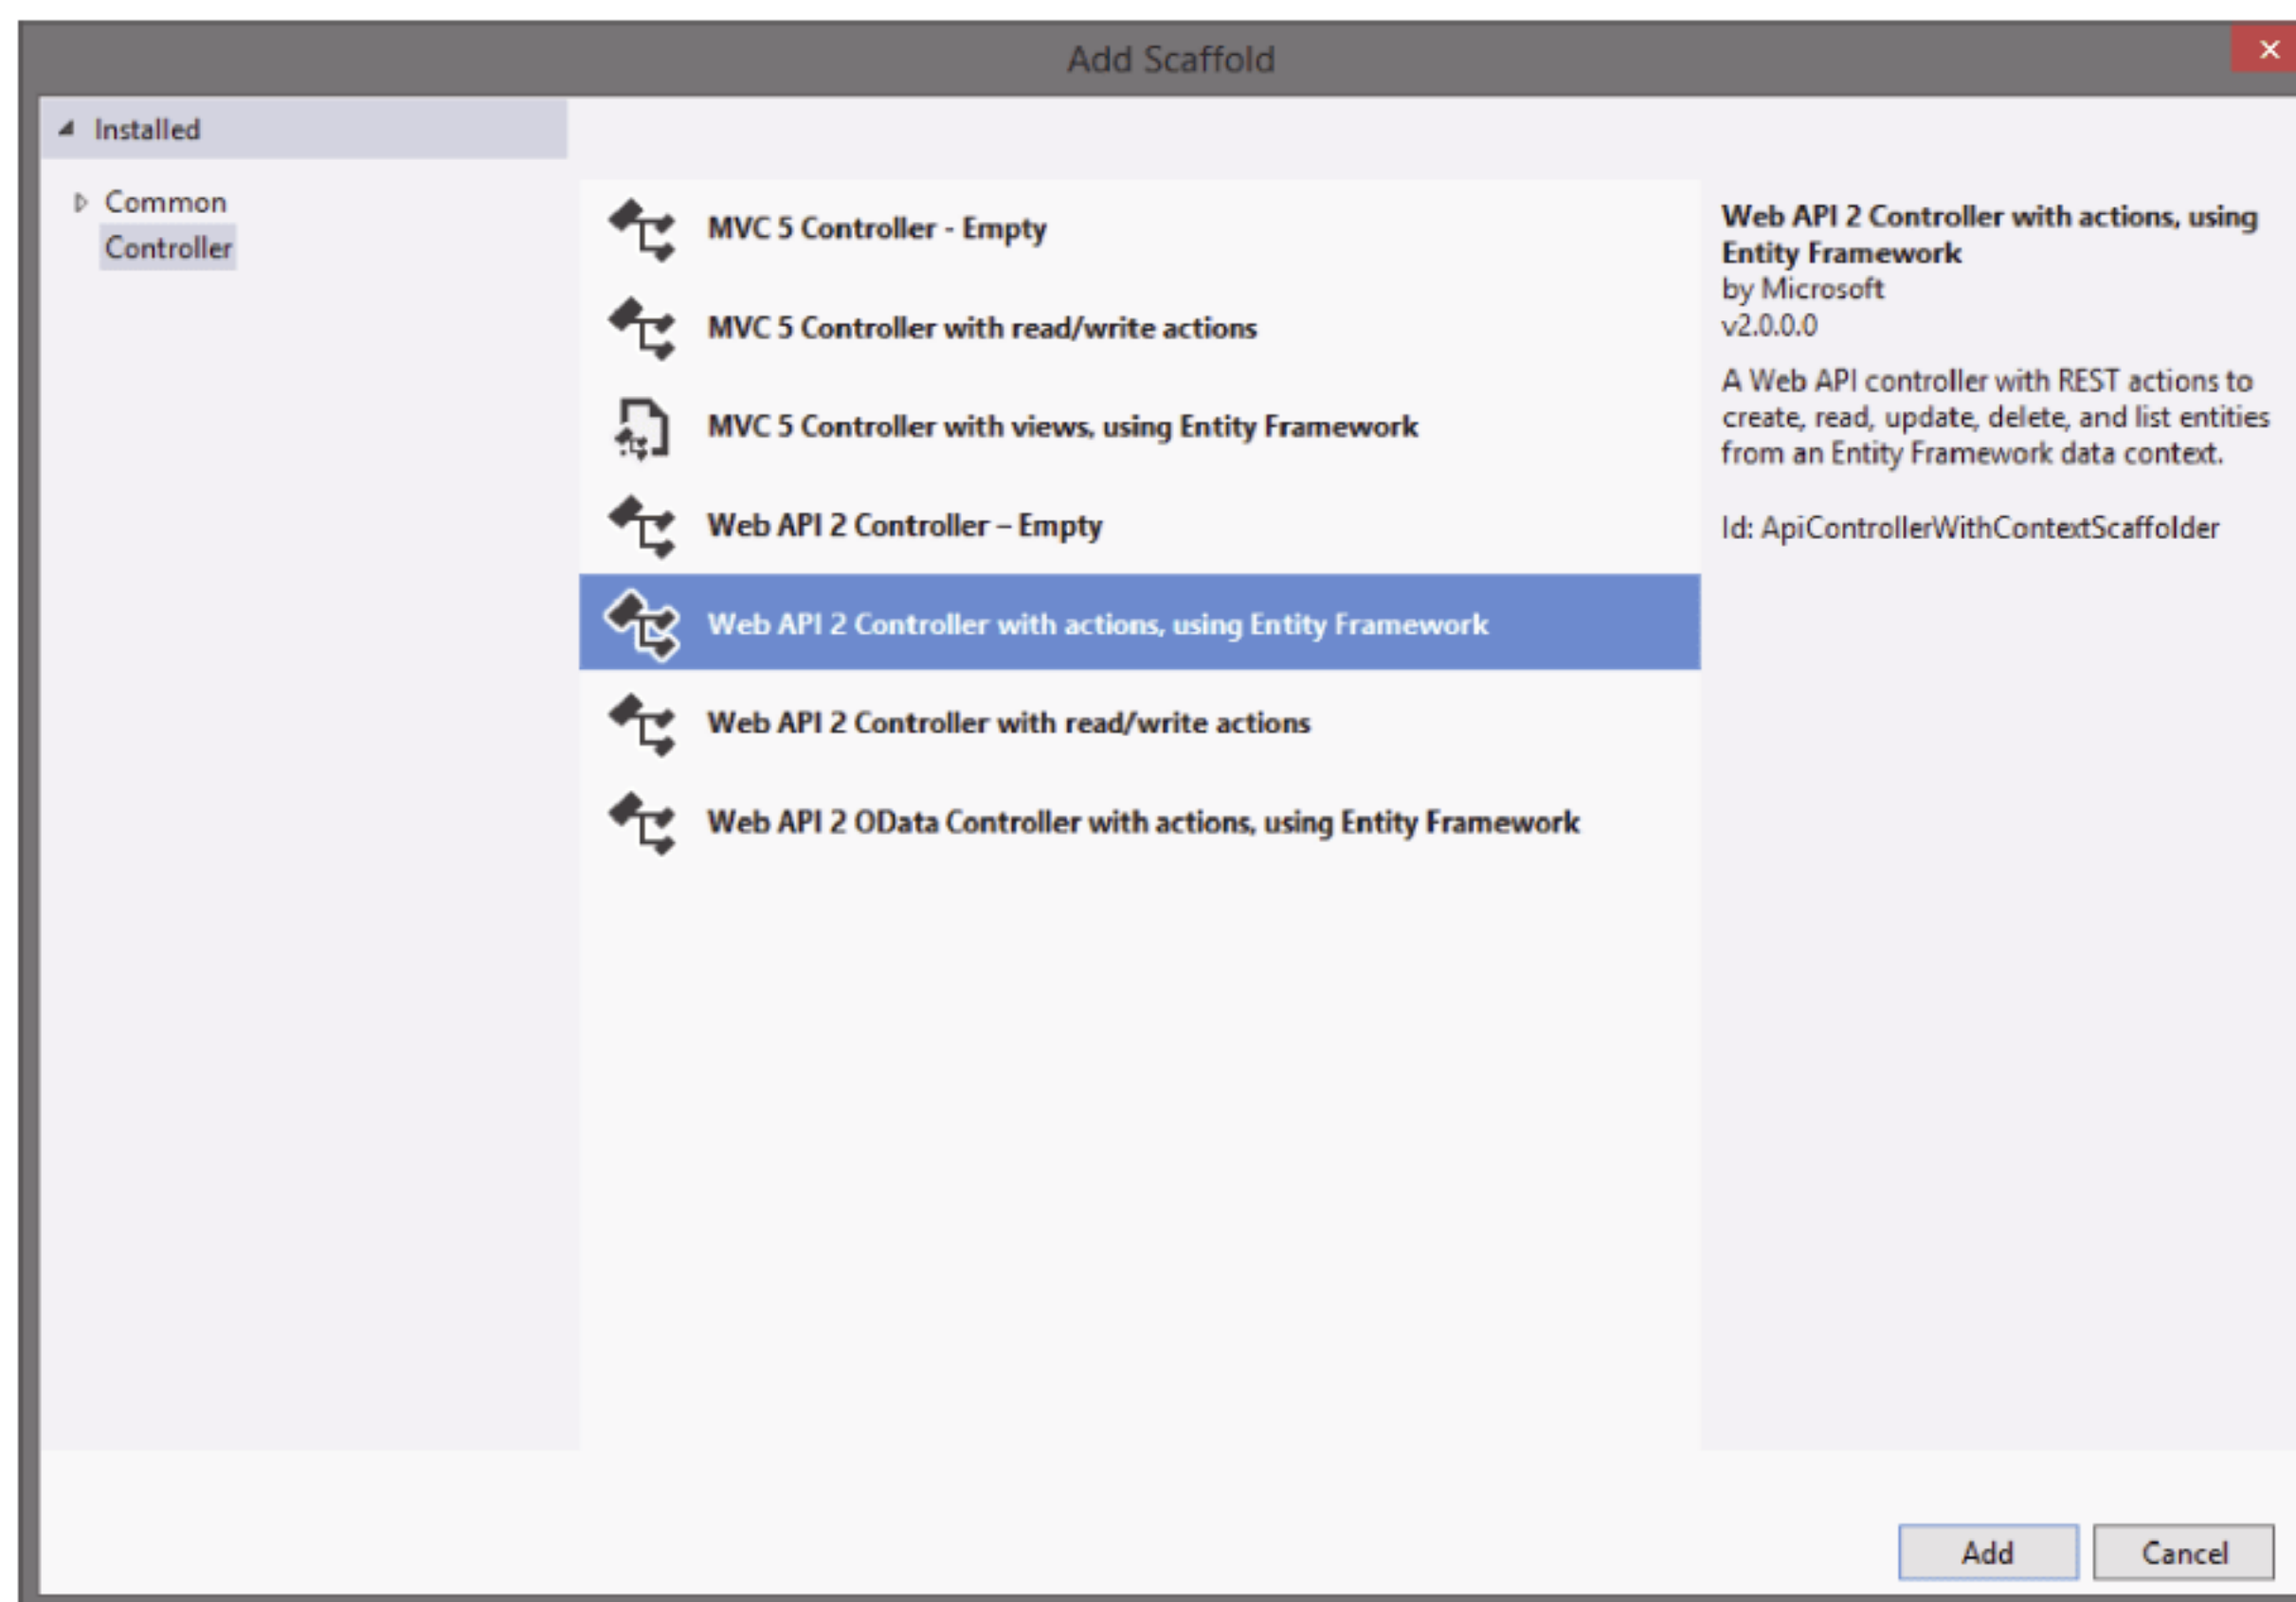 Add Scaffold
Installed
Common
Controller
MVC 5 Controller - Empty
MVC 5 Controller with read/write actions
MVC 5 Controller with views, using Entity Framework
Web API 2 Controller – Empty
Web API 2 Controller with actions, using Entity Framework
Web API 2 Controller with read/write actions
Web API 2 OData Controller with actions, using Entity Framework
Web API 2 Controller with actions, using
Entity Framework
by Microsoft
v2.0.0.0
A Web API controller with REST actions to
create, read, update, delete, and list entities
from an Entity Framework data context.
Id: ApiControllerWithContextScaffolder
Add
Cancel